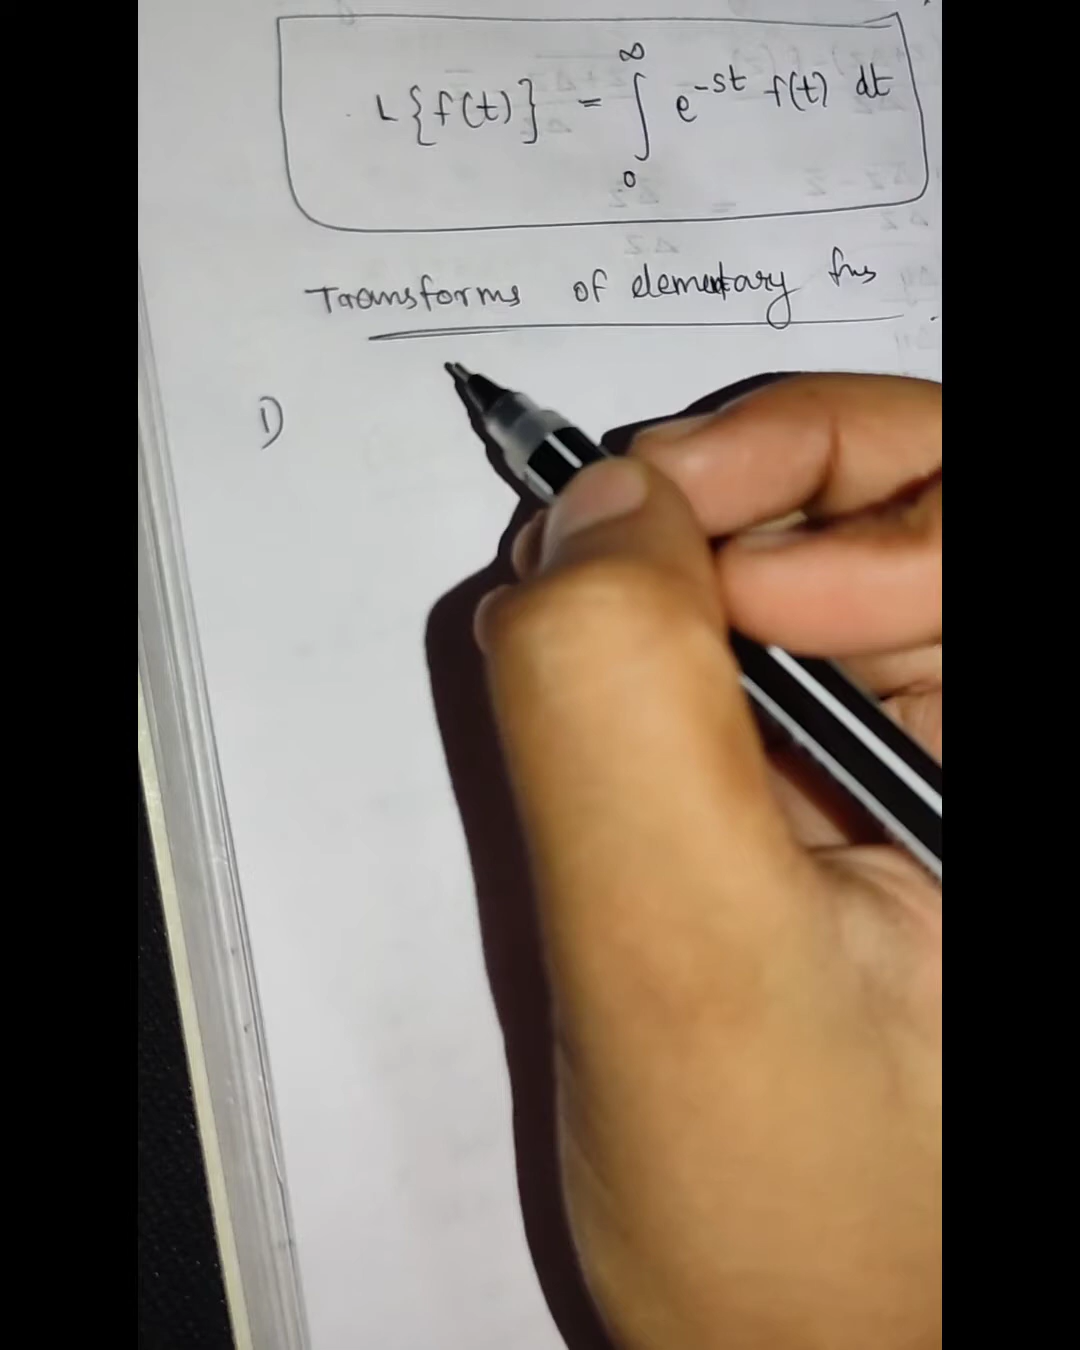 L{f(t)} = ∫₀^∞ e^-st f(t) dt
Transforms of elementary fns
1)